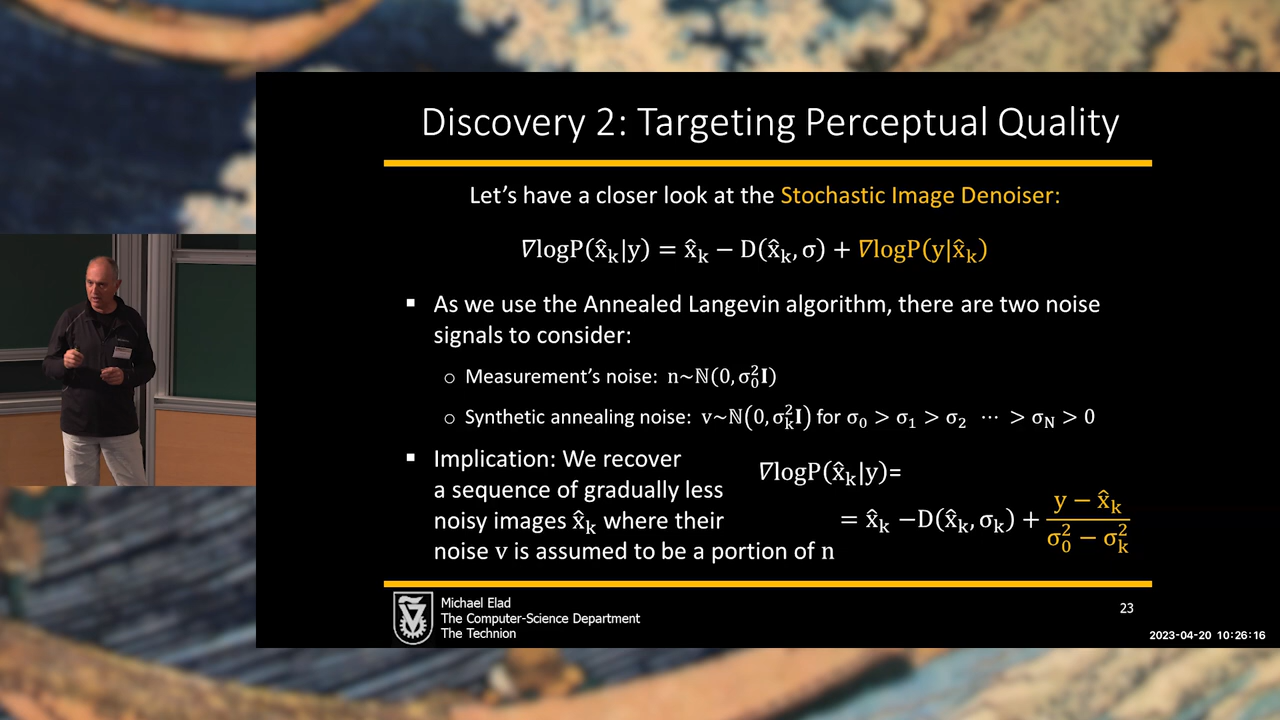 Discovery 2: Targeting Perceptual Quality
Let's have a closer look at the Stochastic Image Denoiser:
∇logP(x̂ₖ|y) = x̂ₖ − D(x̂ₖ, σ) + ∇logP(y|x̂ₖ)
▪ As we use the Annealed Langevin algorithm, there are two noise
signals to consider:
○ Measurement's noise: n~ℕ(0, σ₀²𝐈)
○ Synthetic annealing noise: v~ℕ(0, σₖ²𝐈) for σ₀ > σ₁ > σ₂ ⋯ > σ_N > 0
▪ Implication: We recover
a sequence of gradually less
noisy images x̂ₖ where their
noise v is assumed to be a portion of n
∇logP(x̂ₖ|y)=
= x̂ₖ −D(x̂ₖ, σₖ) + (y − x̂ₖ)/(σ₀² − σₖ²)
Michael Elad
The Computer-Science Department
The Technion
23
2023-04-20 10:26:16